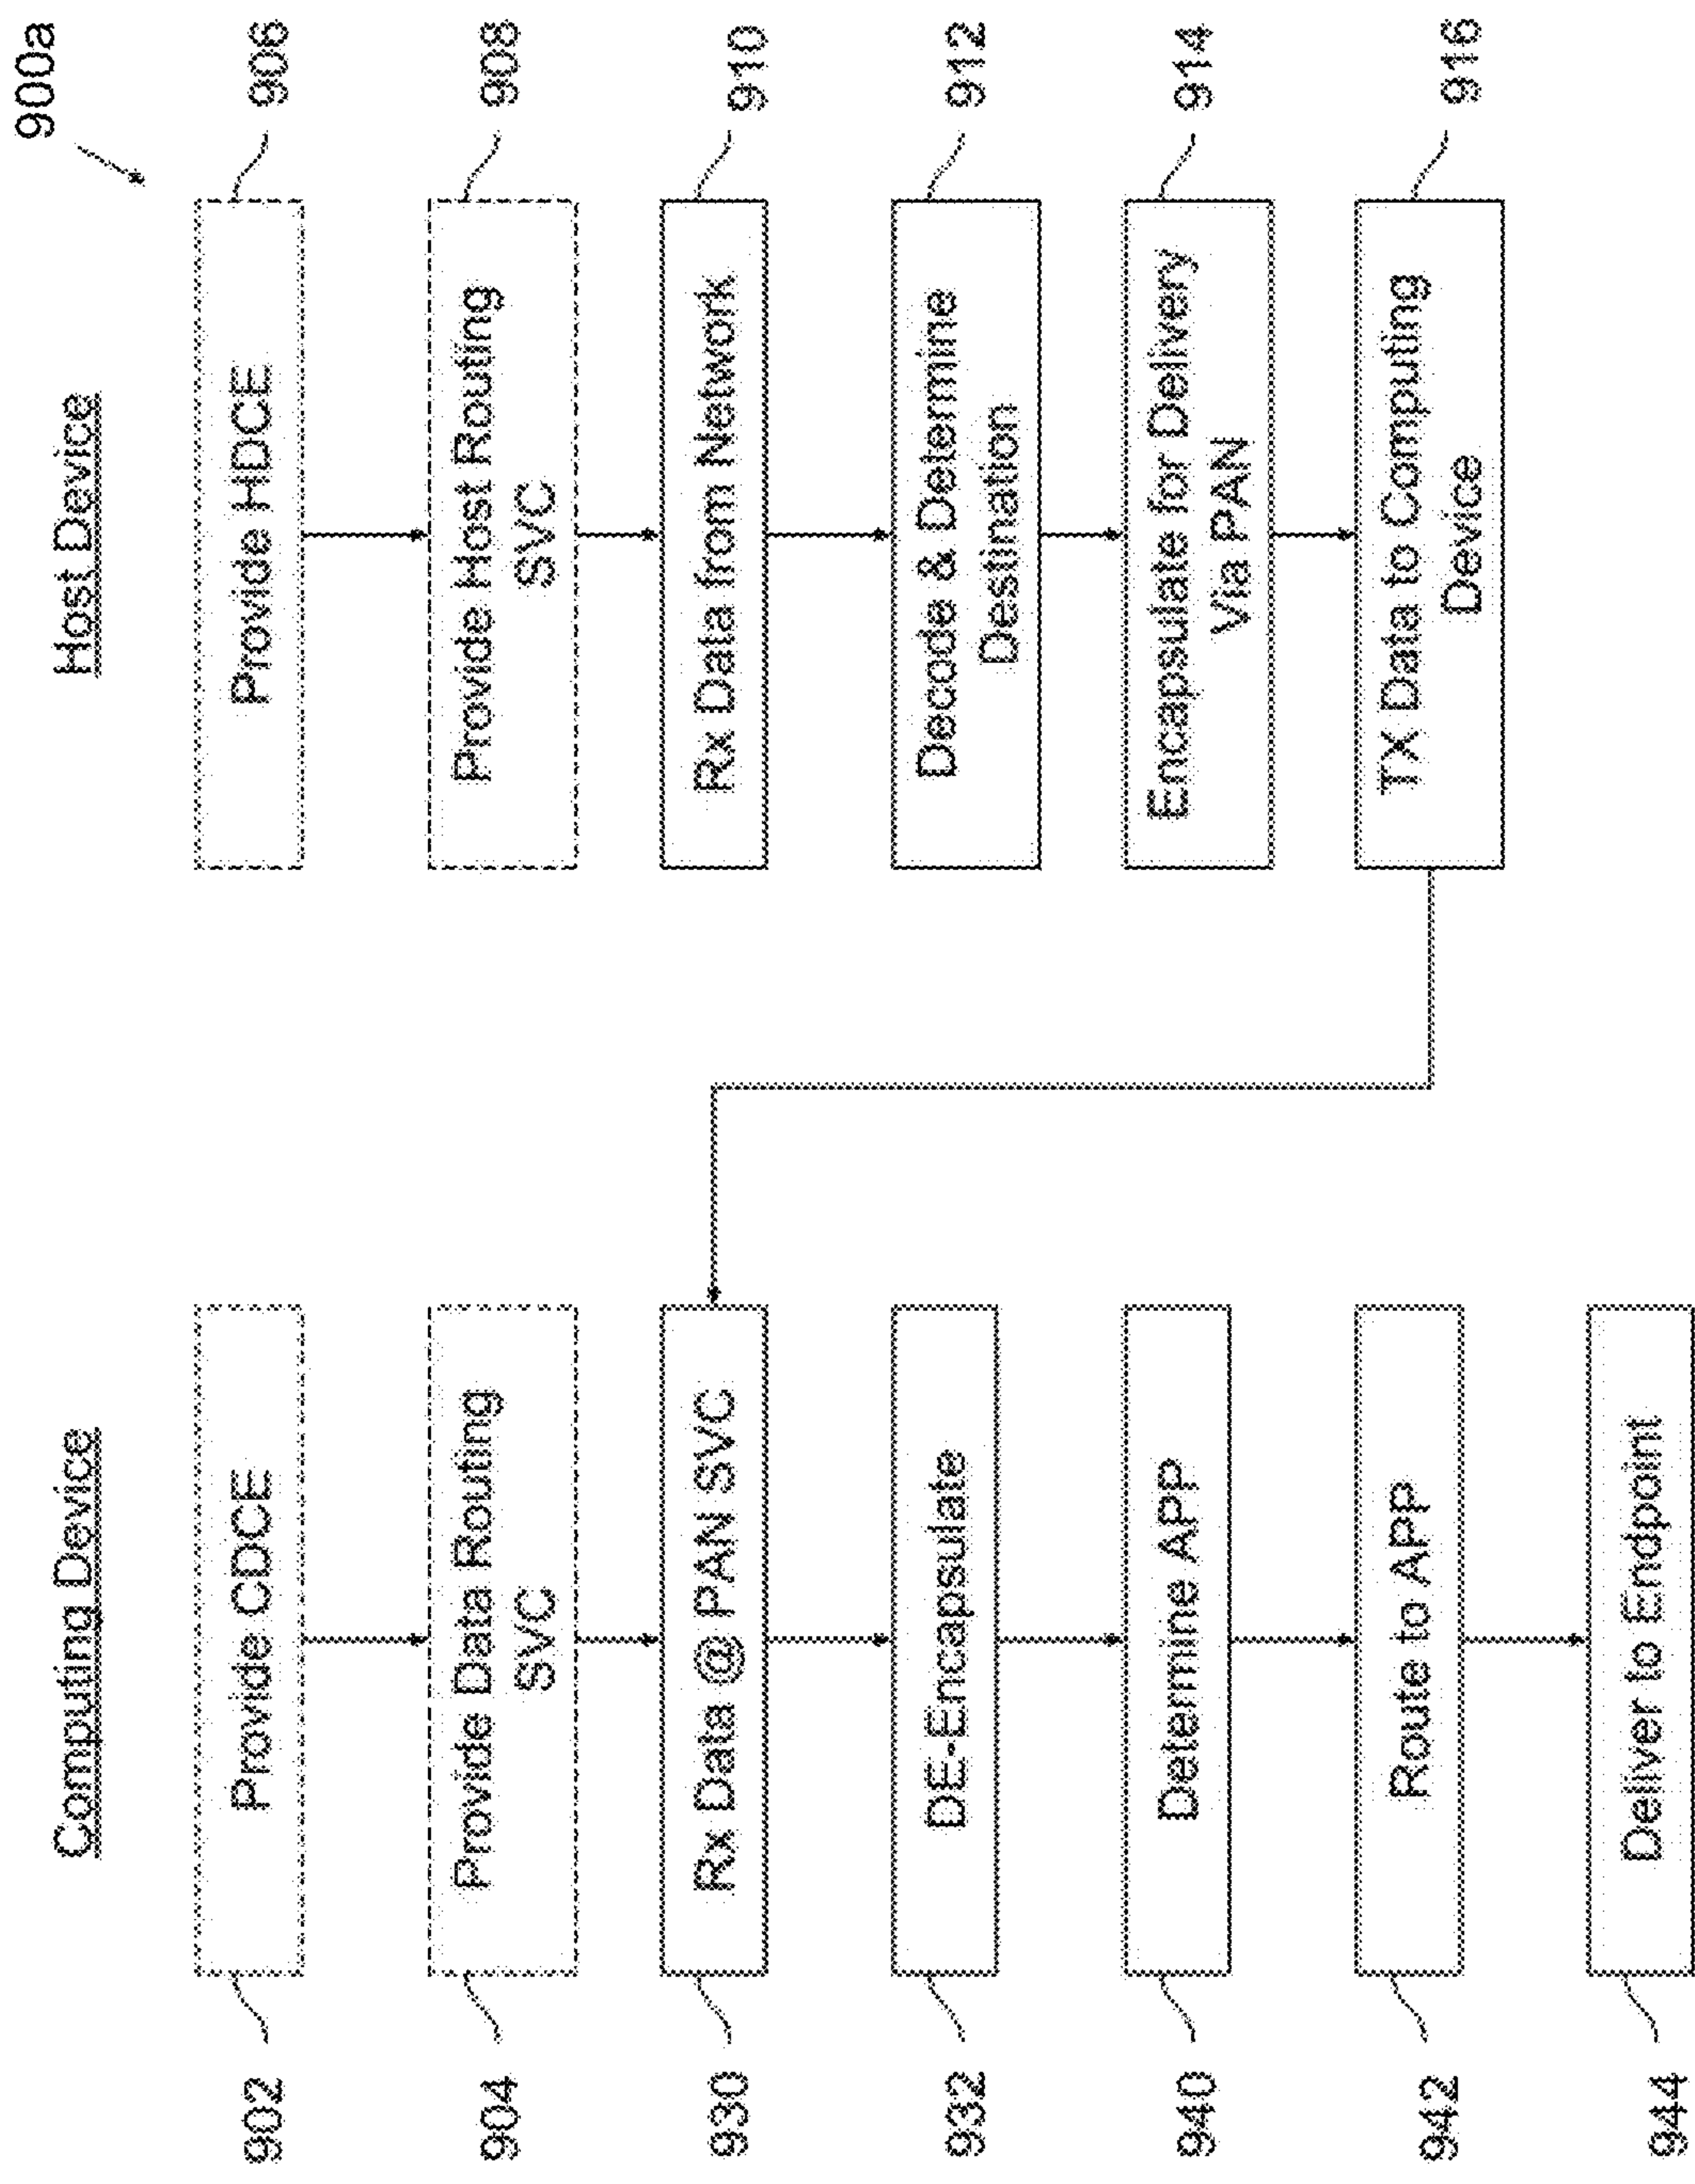 900a
Computing Device
Host Device
902
Provide CDCE
Provide HDCE
906
904
Provide Data Routing
SVC
Provide Host Routing
SVC
908
930
Rx Data @ PAN SVC
Rx Data from Network
910
932
DE-Encapsulate
Decode & Determine
Destination
912
940
Determine APP
Encapsulate for Delivery
Via PAN
914
942
Route to APP
TX Data to Computing
Device
916
944
Deliver to Endpoint